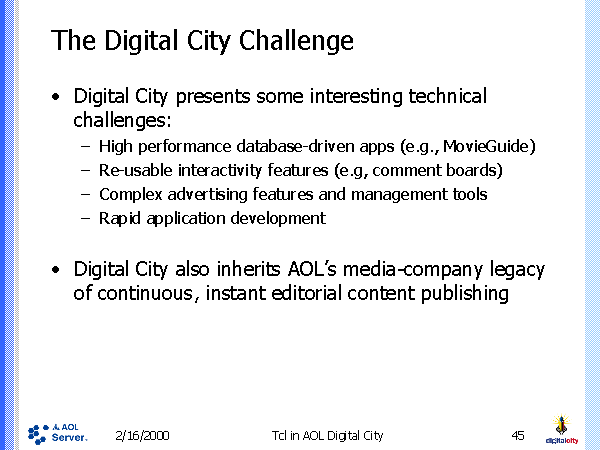 The Digital City Challenge
• Digital City presents some interesting technical
challenges:
– High performance database-driven apps (e.g., MovieGuide)
– Re-usable interactivity features (e.g, comment boards)
– Complex advertising features and management tools
– Rapid application development
• Digital City also inherits AOL’s media-company legacy
of continuous, instant editorial content publishing
AOL
Server.
2/16/2000
Tcl in AOL Digital City
45
digitalcity